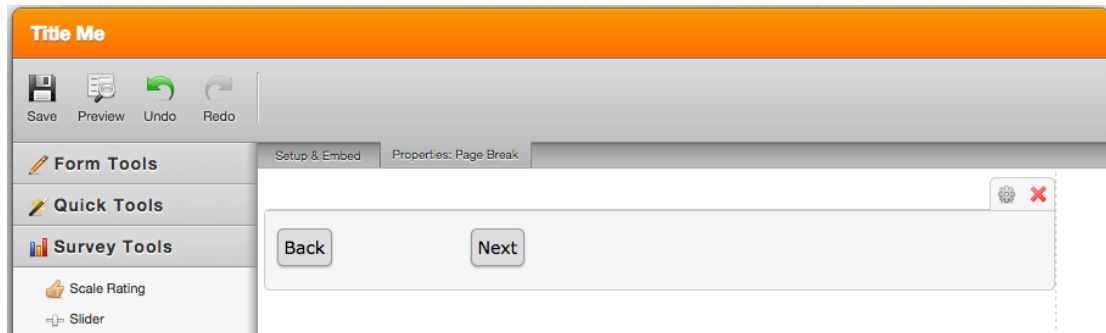 Title Me
Save Preview Undo Redo
Form Tools
Quick Tools
Survey Tools
Scale Rating
Slider
Setup & Embed Properties: Page Break
Back Next